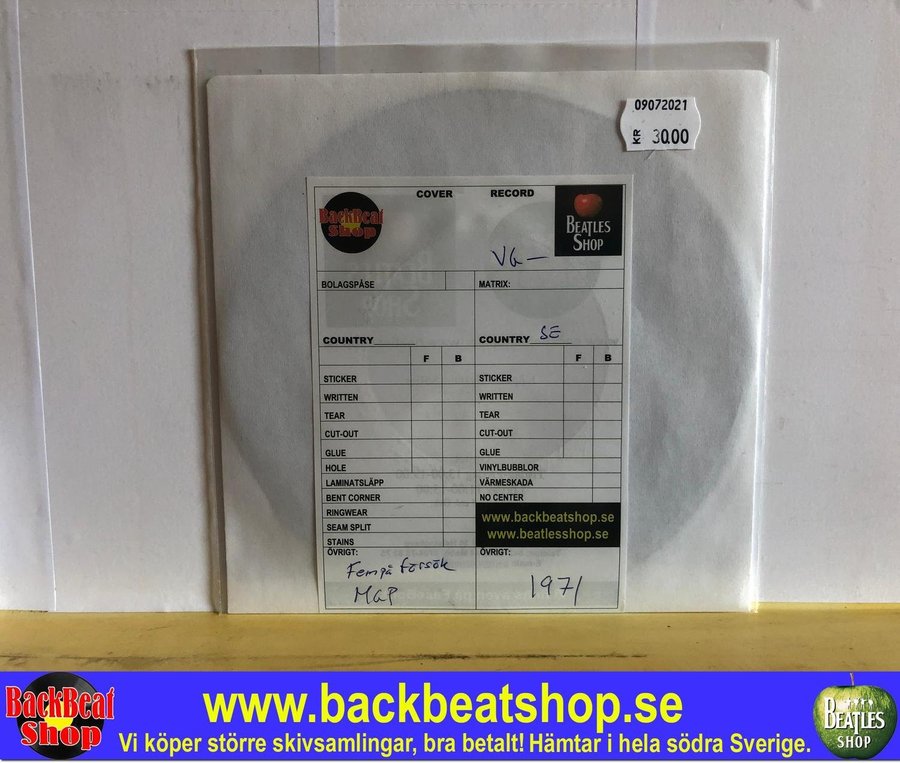 09072021
KR 30.00
COVER RECORD
BackBeat
Shop
BEATLES
SHOP
VG-
BOLAGSPÅSE MATRIX:
COUNTRY COUNTRY SE
F B F B
STICKER STICKER
WRITTEN WRITTEN
TEAR TEAR
CUT-OUT CUT-OUT
GLUE GLUE
HOLE VINYLBUBBLOR
LAMINATSLÄPP VÄRMESKADA
BENT CORNER NO CENTER
RINGWEAR www.backbeatshop.se
SEAM SPLIT www.beatlesshop.se
STAINS
ÖVRIGT: ÖVRIGT:
Fem på försök
MGP 1971
BackBeat
Shop
www.backbeatshop.se
Vi köper större skivsamlingar, bra betalt! Hämtar i hela södra Sverige.
BEATLES
SHOP